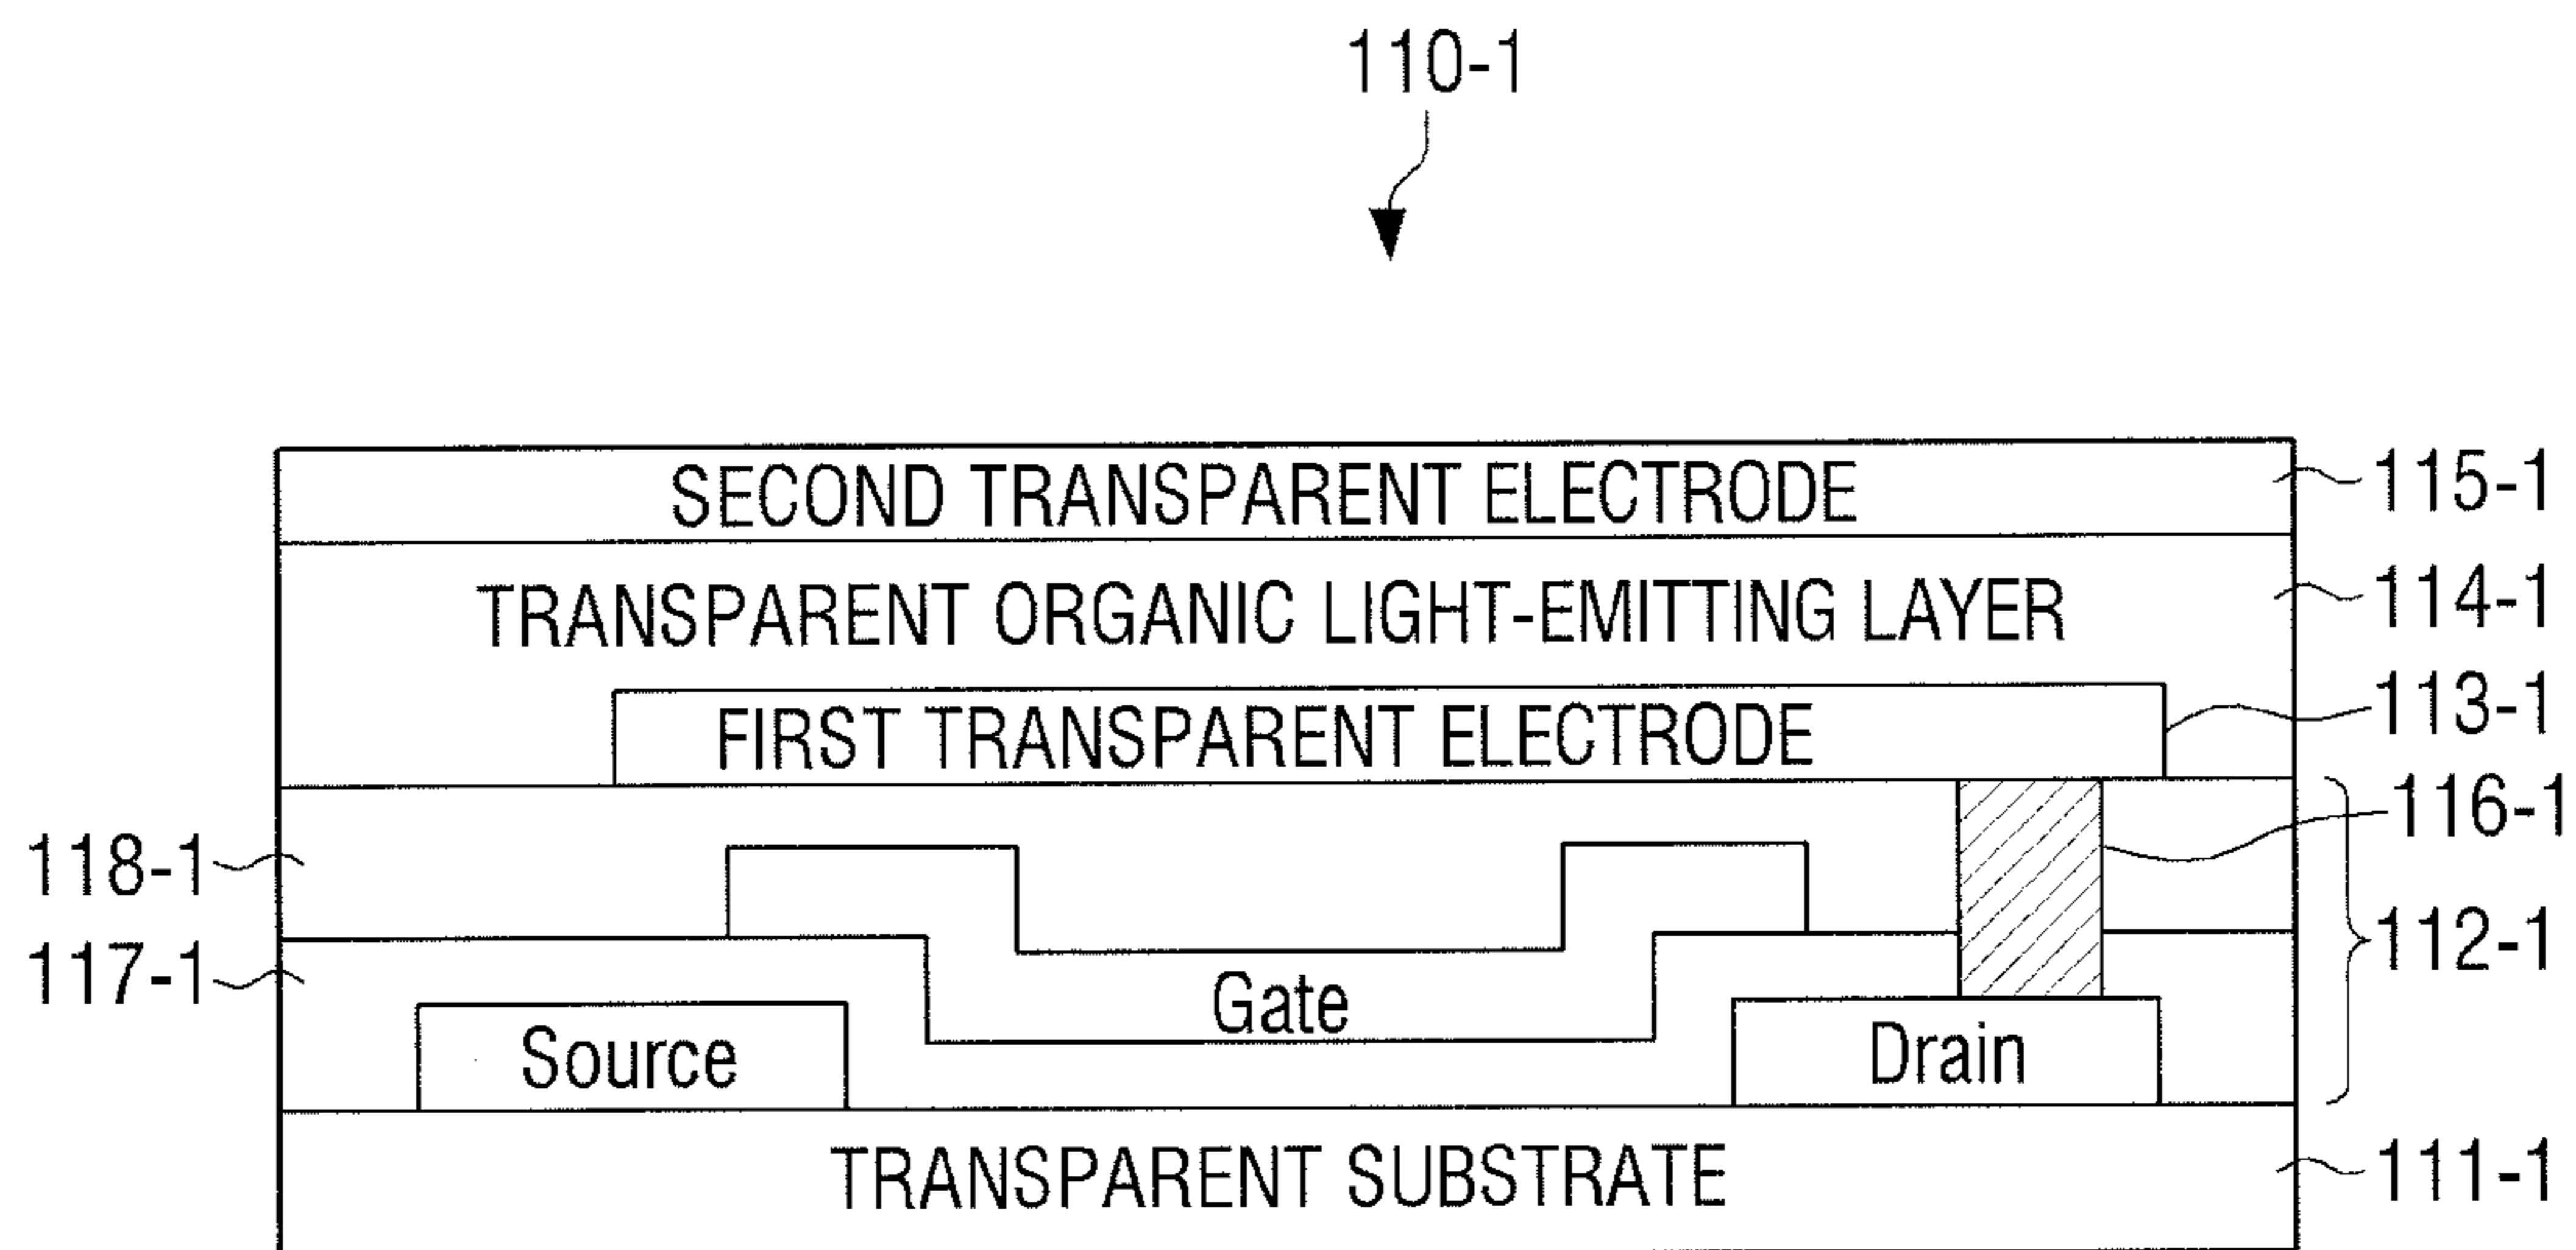 110-1
SECOND TRANSPARENT ELECTRODE
115-1
TRANSPARENT ORGANIC LIGHT-EMITTING LAYER
114-1
FIRST TRANSPARENT ELECTRODE
113-1
116-1
118-1
112-1
117-1
Gate
Source
Drain
TRANSPARENT SUBSTRATE
111-1